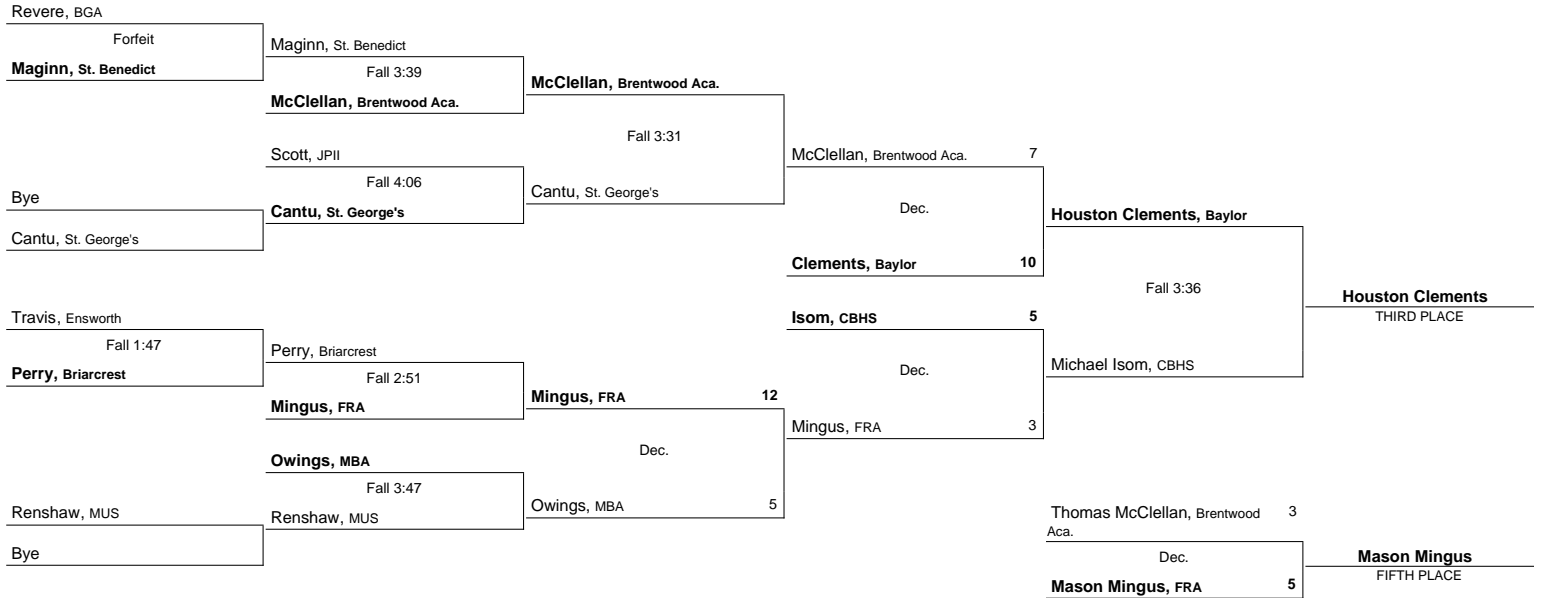 Revere, BGA
Forfeit
Maginn, St. Benedict
Bye
Cantu, St. George's
Travis, Ensworth
Fall 1:47
Perry, Briarcrest
Renshaw, MUS
Bye
Maginn, St. Benedict
Fall 3:39
McClellan, Brentwood Aca.
Scott, JPII
Fall 4:06
Cantu, St. George's
Perry, Briarcrest
Fall 2:51
Mingus, FRA
Owings, MBA
Fall 3:47
Renshaw, MUS
McClellan, Brentwood Aca.
Fall 3:31
Cantu, St. George's
Mingus, FRA 12
Dec.
Owings, MBA 5
McClellan, Brentwood Aca. 7
Dec.
Clements, Baylor 10
Isom, CBHS 5
Dec.
Mingus, FRA 3
Houston Clements, Baylor
Fall 3:36
Michael Isom, CBHS
Houston Clements
THIRD PLACE
Thomas McClellan, Brentwood 3
Aca.
Dec.
Mason Mingus, FRA 5
Mason Mingus
FIFTH PLACE